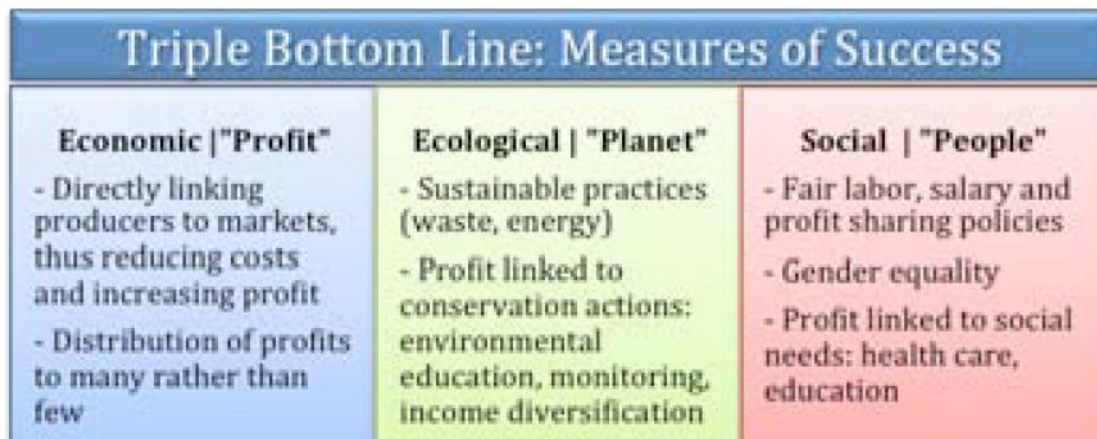 Triple Bottom Line: Measures of Success
Economic |"Profit"
- Directly linking
producers to markets,
thus reducing costs
and increasing profit
- Distribution of profits
to many rather than
few
Ecological | "Planet"
- Sustainable practices
(waste, energy)
- Profit linked to
conservation actions:
environmental
education, monitoring,
income diversification
Social | "People"
- Fair labor, salary and
profit sharing policies
- Gender equality
- Profit linked to social
needs: health care,
education